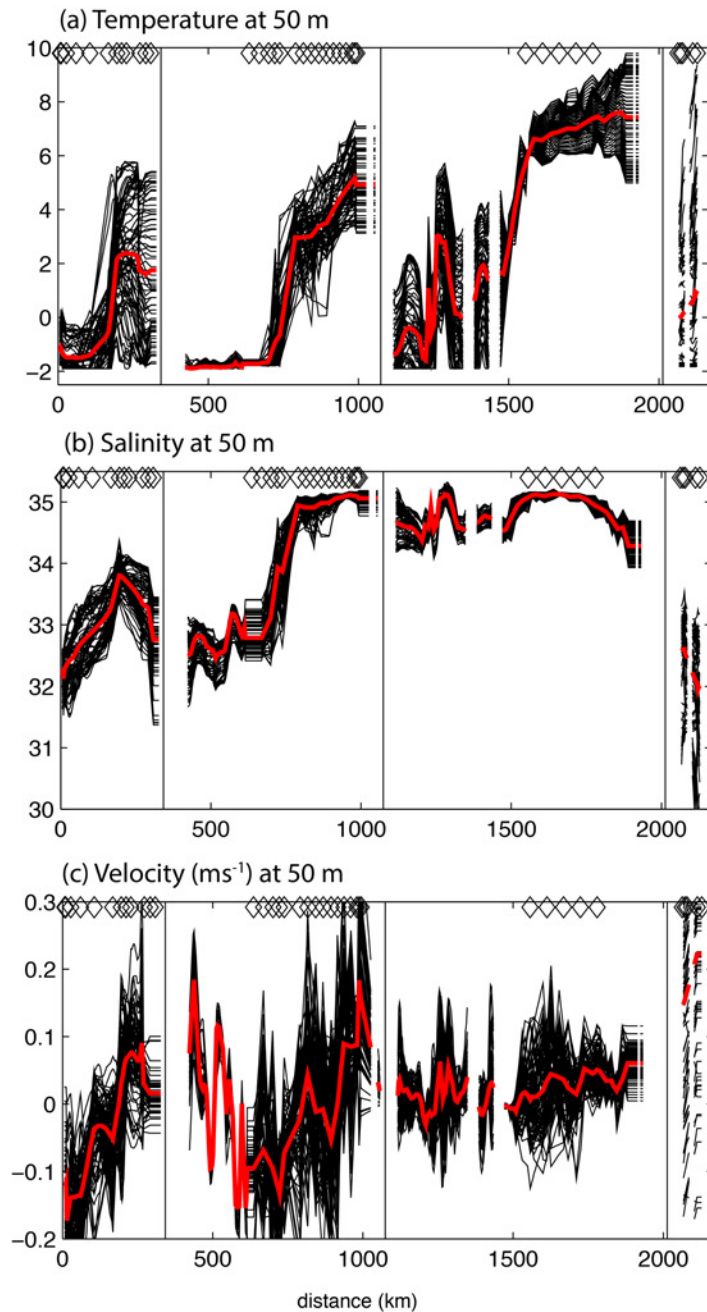 (a) Temperature at 50 m
10
8
6
4
2
0
−2
0 500 1000 1500 2000
(b) Salinity at 50 m
35
34
33
32
31
30
0 500 1000 1500 2000
(c) Velocity (ms⁻¹) at 50 m
0.3
0.2
0.1
0
−0.1
−0.2
0 500 1000 1500 2000
distance (km)